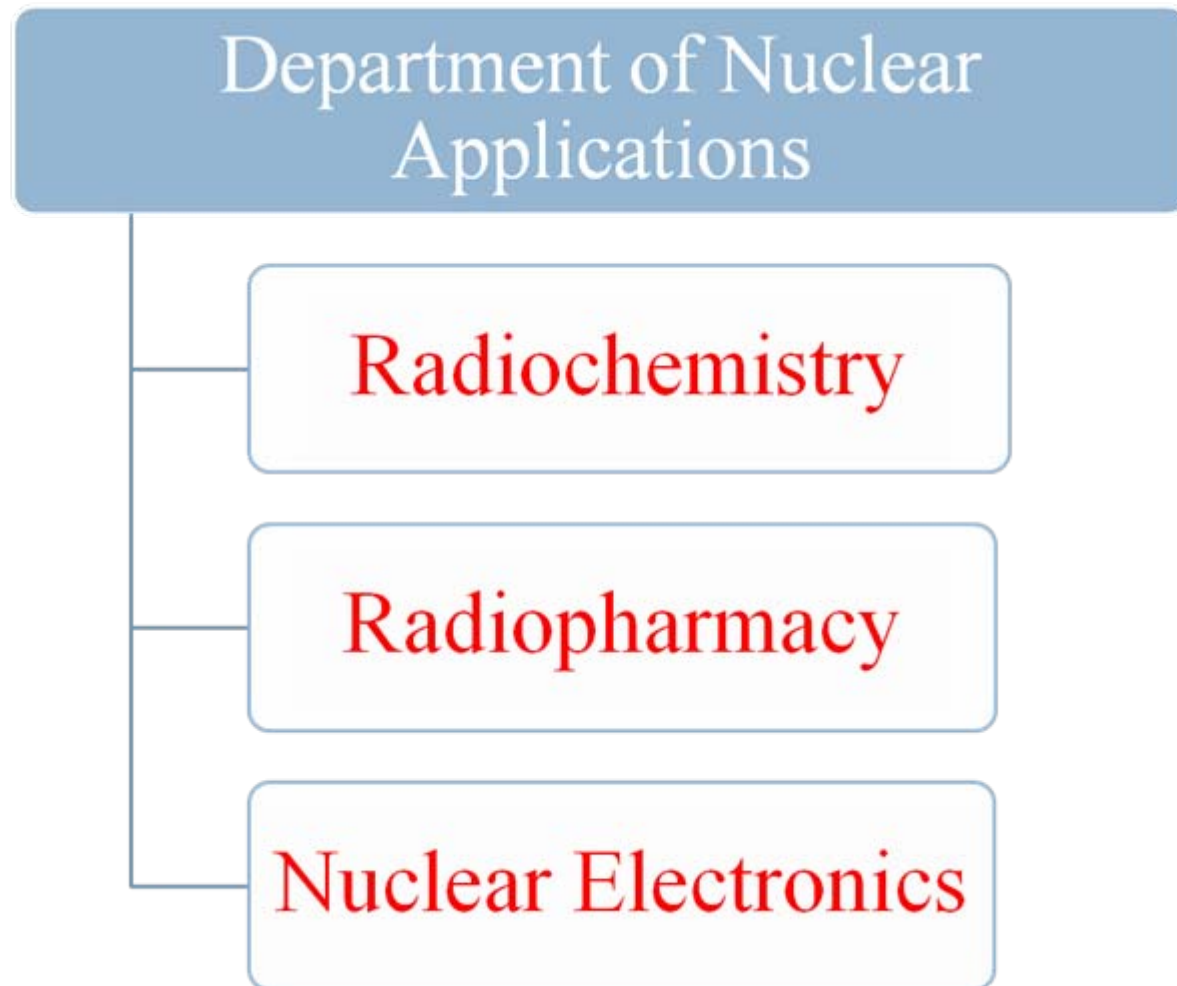 Department of Nuclear
Applications
Radiochemistry
Radiopharmacy
Nuclear Electronics